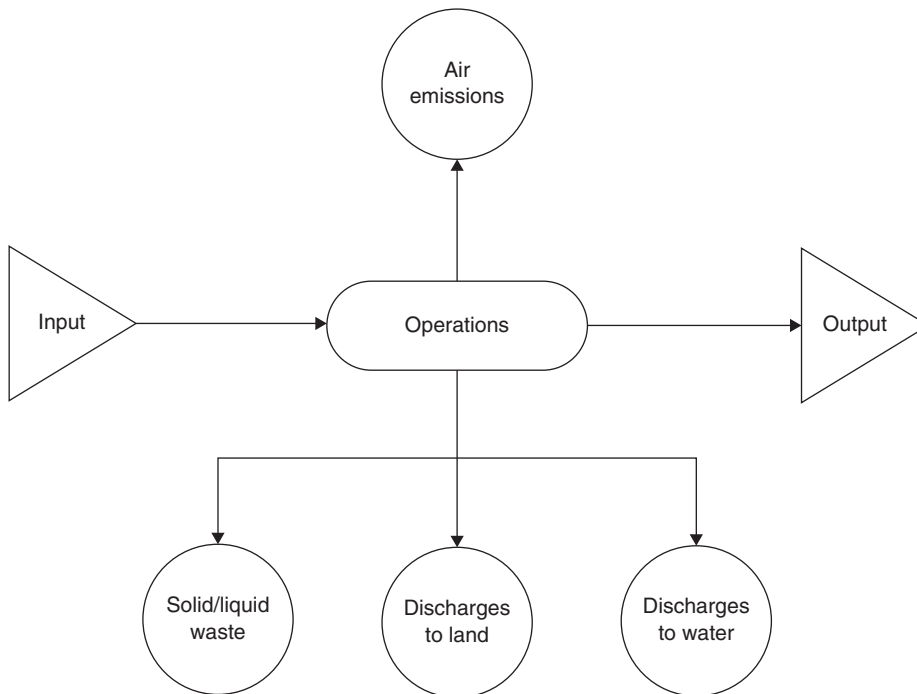 Air
emissions
Input
Operations
Output
Solid/liquid
waste
Discharges
to land
Discharges
to water